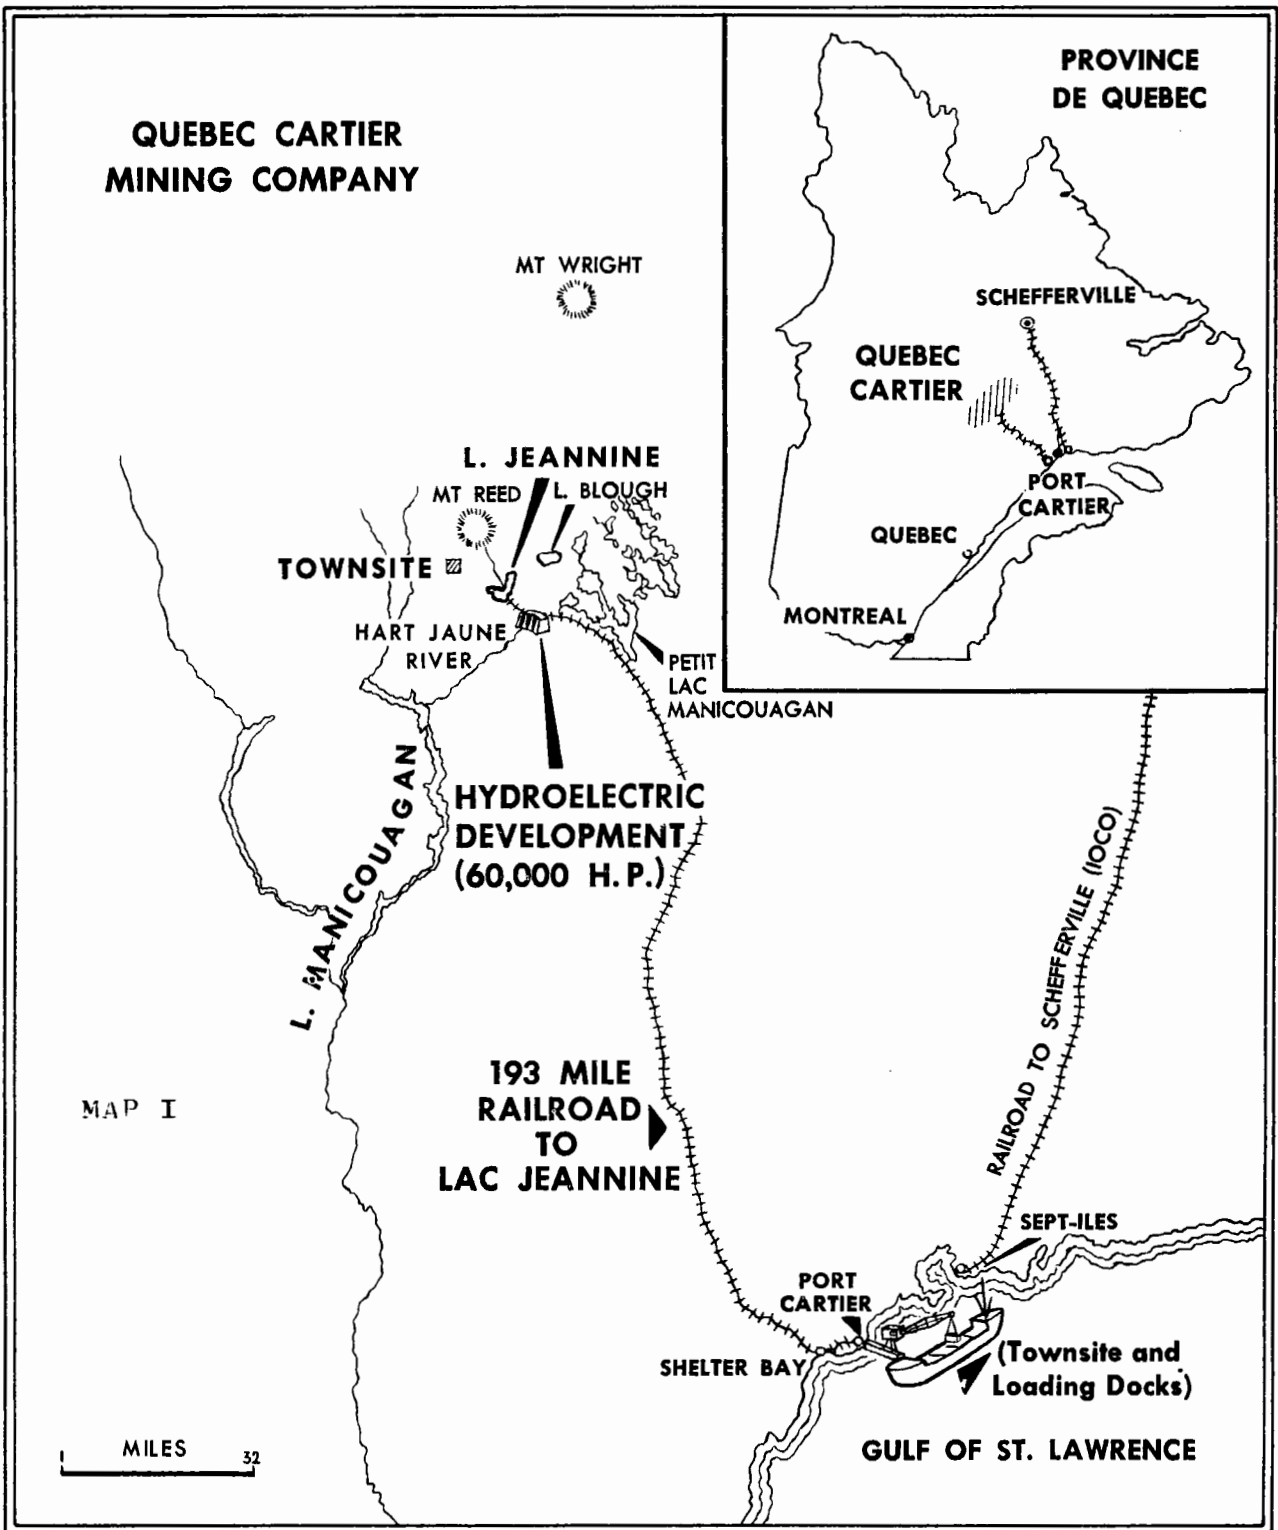 QUEBEC CARTIER
MINING COMPANY
PROVINCE
DE QUEBEC
SCHEFFERVILLE
QUEBEC
CARTIER
PORT
CARTIER
QUEBEC
MONTREAL
MT WRIGHT
L. JEANNINE
MT REED
L. BLOUGH
TOWNSITE
HART JAUNE
RIVER
PETIT
LAC
MANICOUAGAN
L. MANICOUAGAN
HYDROELECTRIC
DEVELOPMENT
(60,000 H.P.)
RAILROAD TO SCHEFFERVILLE (IOCO)
193 MILE
RAILROAD
TO
LAC JEANNINE
MAP I
SEPT-ILES
PORT
CARTIER
SHELTER BAY
(Townsite and
Loading Docks)
GULF OF ST. LAWRENCE
MILES
32